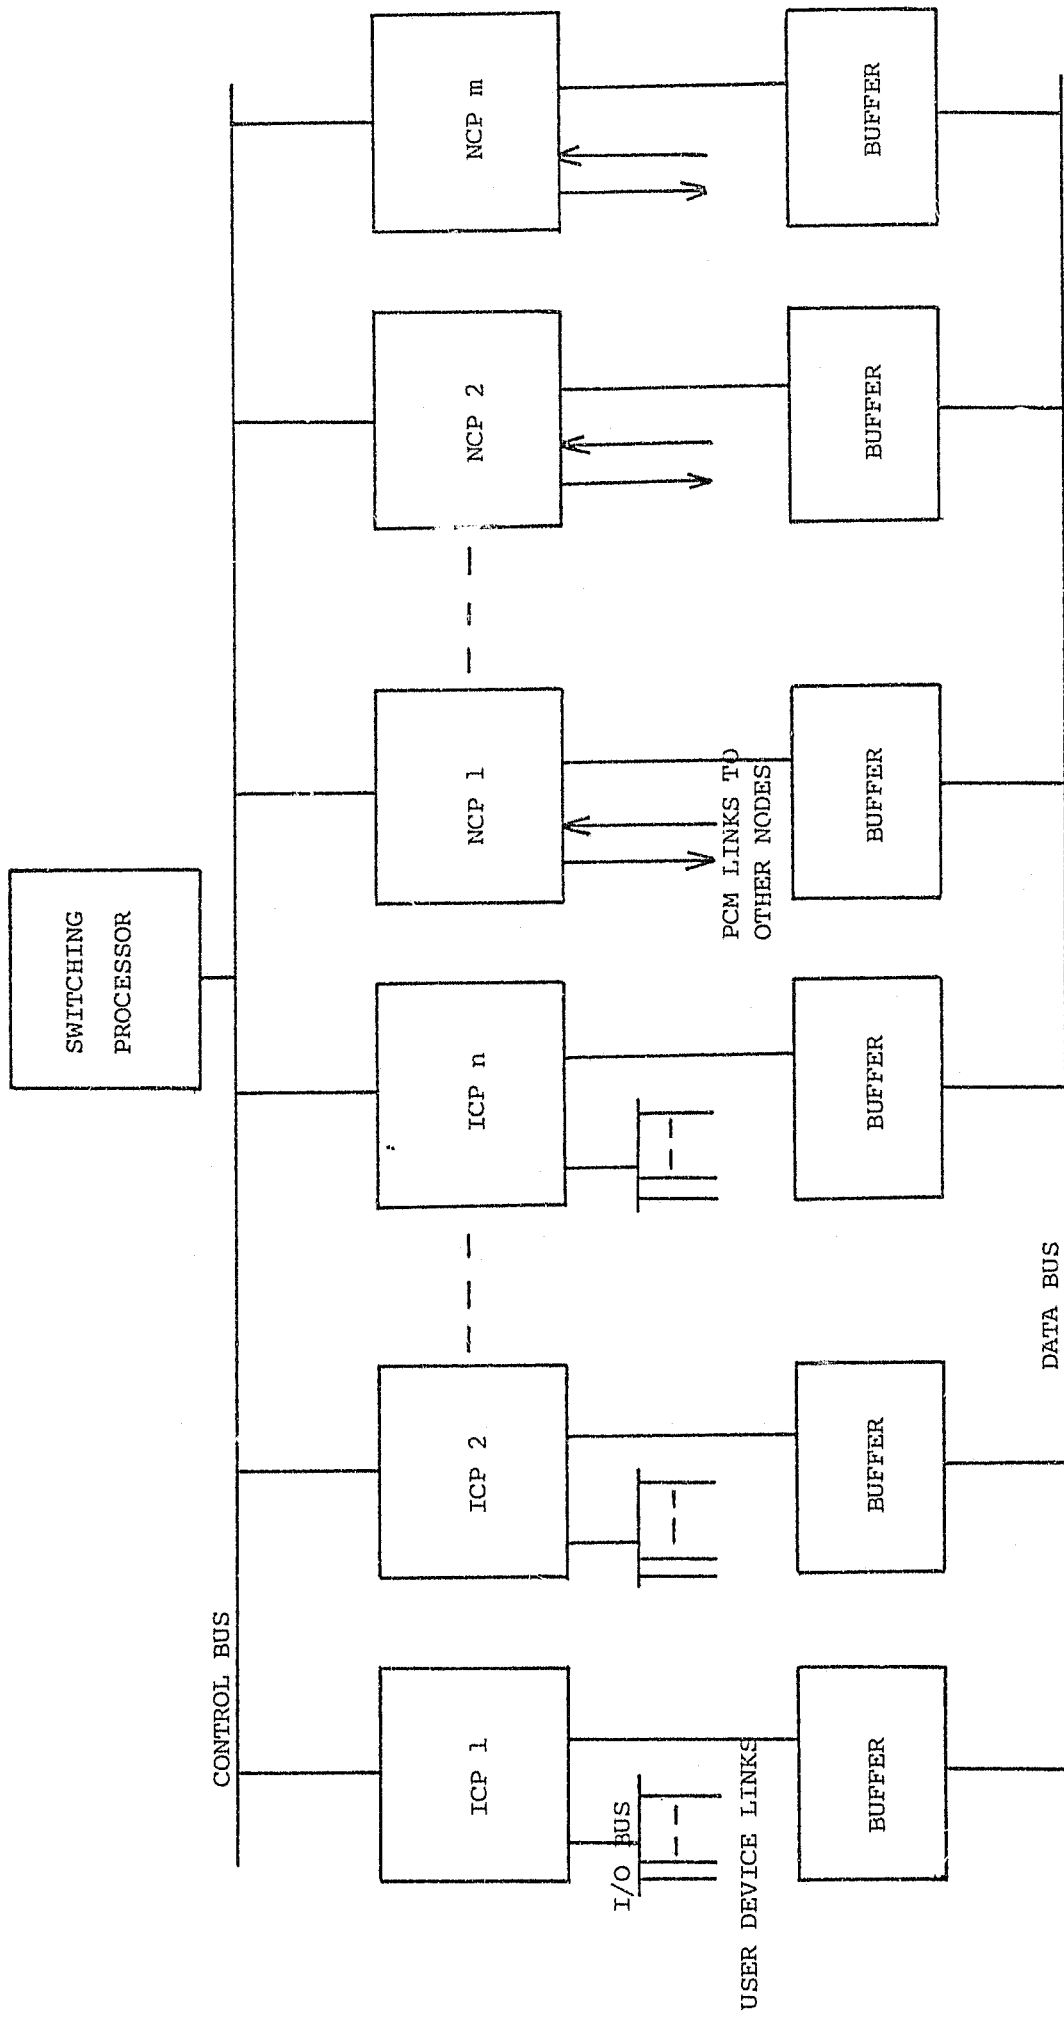 SWITCHING
PROCESSOR
CONTROL BUS
ICP 1
ICP 2
ICP n
NCP 1
NCP 2
NCP m
I/O BUS
USER DEVICE LINKS
PCM LINKS TO
OTHER NODES
BUFFER
BUFFER
BUFFER
BUFFER
BUFFER
BUFFER
DATA BUS